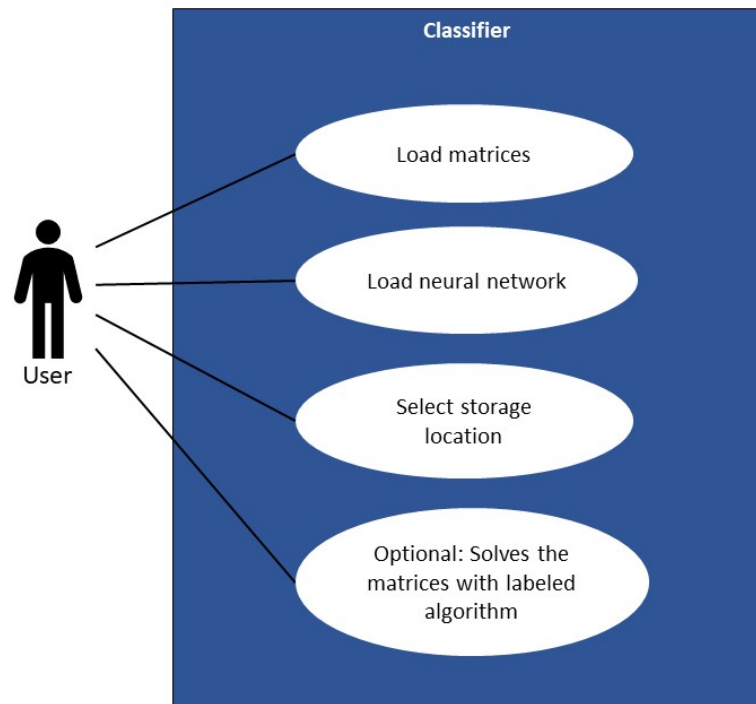 Classifier
Load matrices
Load neural network
User
Select storage
location
Optional: Solves the
matrices with labeled
algorithm